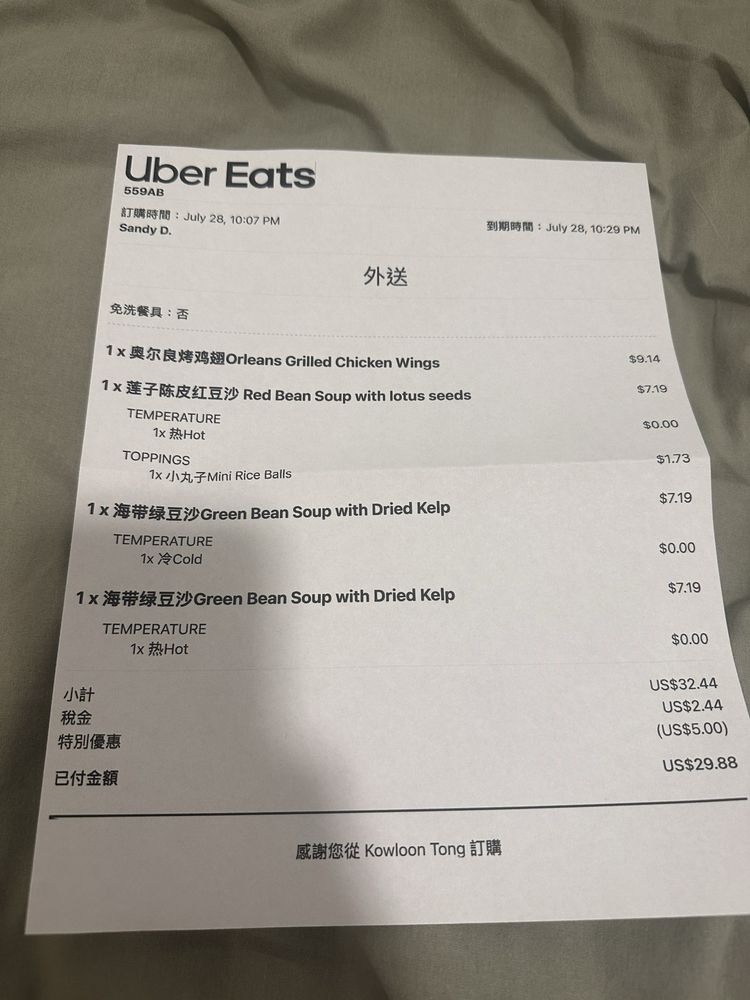 Uber Eats
559AB
訂購時間：July 28, 10:07 PM
Sandy D.
到期時間：July 28, 10:29 PM
外送
免洗餐具：否
1 x 奥尔良烤鸡翅Orleans Grilled Chicken Wings $9.14
1 x 莲子陈皮红豆沙 Red Bean Soup with lotus seeds $7.19
TEMPERATURE
1x 热Hot $0.00
TOPPINGS
1x 小丸子Mini Rice Balls $1.73
1 x 海带绿豆沙Green Bean Soup with Dried Kelp $7.19
TEMPERATURE
1x 冷Cold $0.00
1 x 海带绿豆沙Green Bean Soup with Dried Kelp $7.19
TEMPERATURE
1x 热Hot $0.00
小計 US$32.44
稅金 US$2.44
特別優惠 (US$5.00)
已付金額 US$29.88
感謝您從 Kowloon Tong 訂購